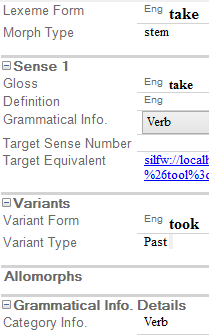 Lexeme Form Eng take
Morph Type stem
Sense 1
Gloss Eng take
Definition Eng
Grammatical Info. Verb
Target Sense Number
Target Equivalent silfw://localh
%26tool%3d
Variants
Variant Form Eng took
Variant Type Past
Allomorphs
Grammatical Info. Details
Category Info. Verb